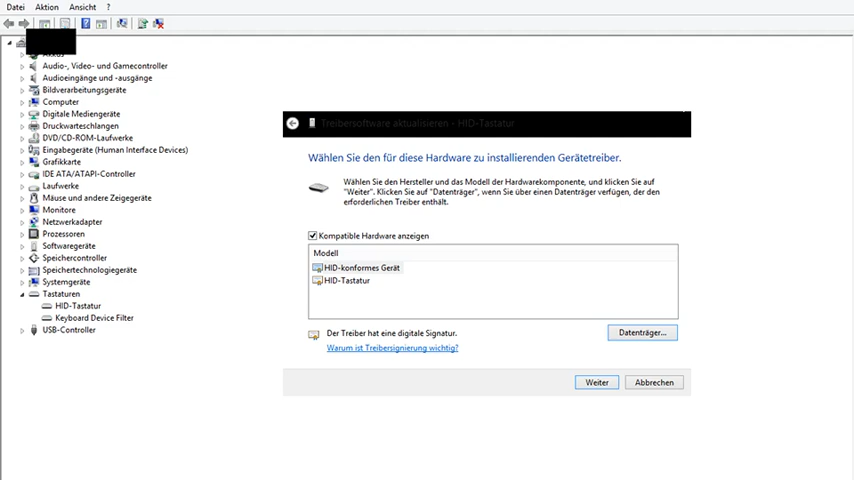 Datei Aktion Ansicht ?
Akkus
Audio-, Video- und Gamecontroller
Audioeingänge und -ausgänge
Bildverarbeitungsgeräte
Computer
Digitale Mediengeräte
Druckwarteschlangen
DVD/CD-ROM-Laufwerke
Eingabegeräte (Human Interface Devices)
Grafikkarte
IDE ATA/ATAPI-Controller
Laufwerke
Mäuse und andere Zeigegeräte
Monitore
Netzwerkadapter
Prozessoren
Softwaregeräte
Speichercontroller
Speichertechnologiegeräte
Systemgeräte
Tastaturen
HID-Tastatur
Keyboard Device Filter
USB-Controller
Treibersoftware aktualisieren - HID-Tastatur
Wählen Sie den für diese Hardware zu installierenden Gerätetreiber.
Wählen Sie den Hersteller und das Modell der Hardwarekomponente, und klicken Sie auf
"Weiter". Klicken Sie auf "Datenträger", wenn Sie über einen Datenträger verfügen, der den
erforderlichen Treiber enthält.
Kompatible Hardware anzeigen
Modell
HID-konformes Gerät
HID-Tastatur
Der Treiber hat eine digitale Signatur.
Datenträger...
Warum ist Treibersignierung wichtig?
Weiter
Abbrechen